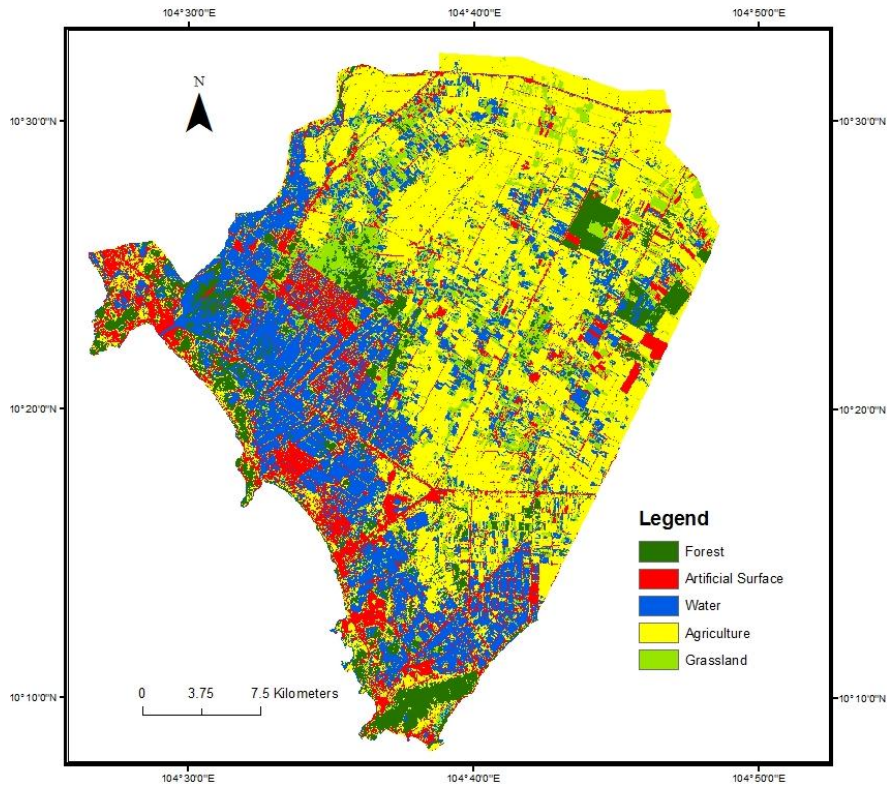 104°30'0"E 104°40'0"E 104°50'0"E
N
10°30'0"N 10°30'0"N
10°20'0"N 10°20'0"N
Legend
Forest
Artificial Surface
Water
Agriculture
Grassland
0 3.75 7.5 Kilometers
10°10'0"N 10°10'0"N
104°30'0"E 104°40'0"E 104°50'0"E